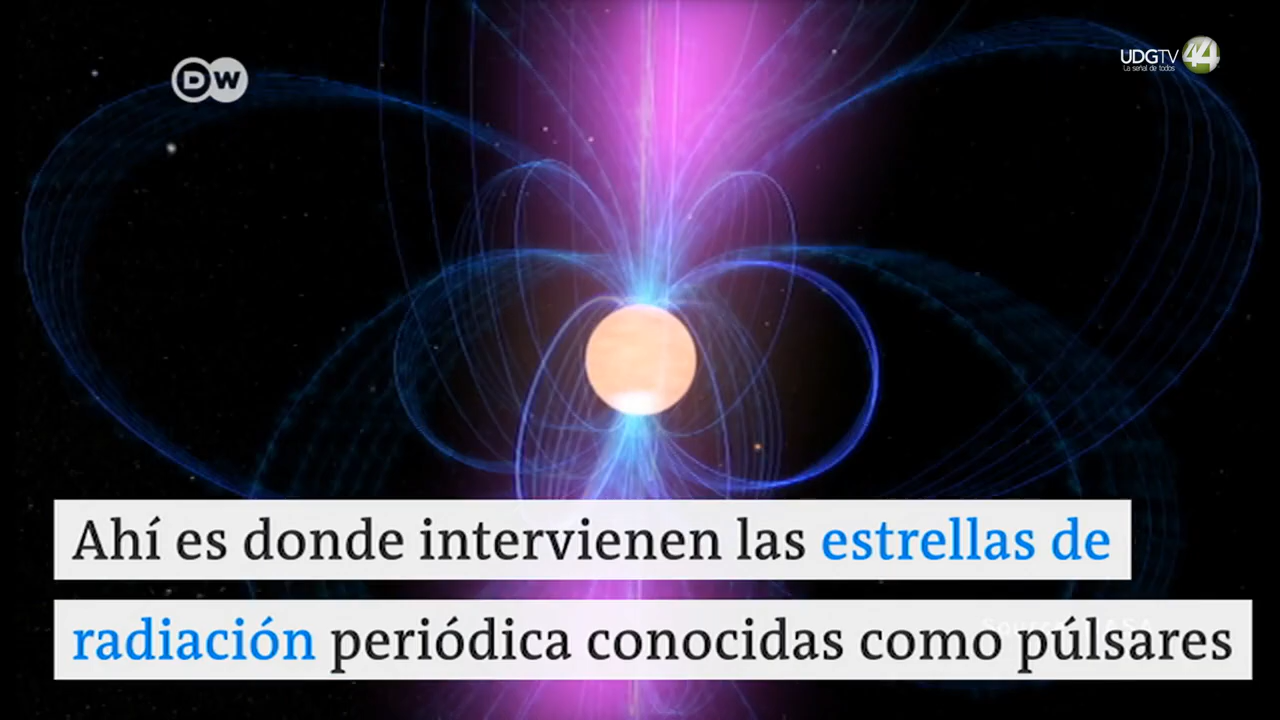 DW
UDGTV 44
La señal de todos
Ahí es donde intervienen las estrellas de
radiación periódica conocidas como púlsares